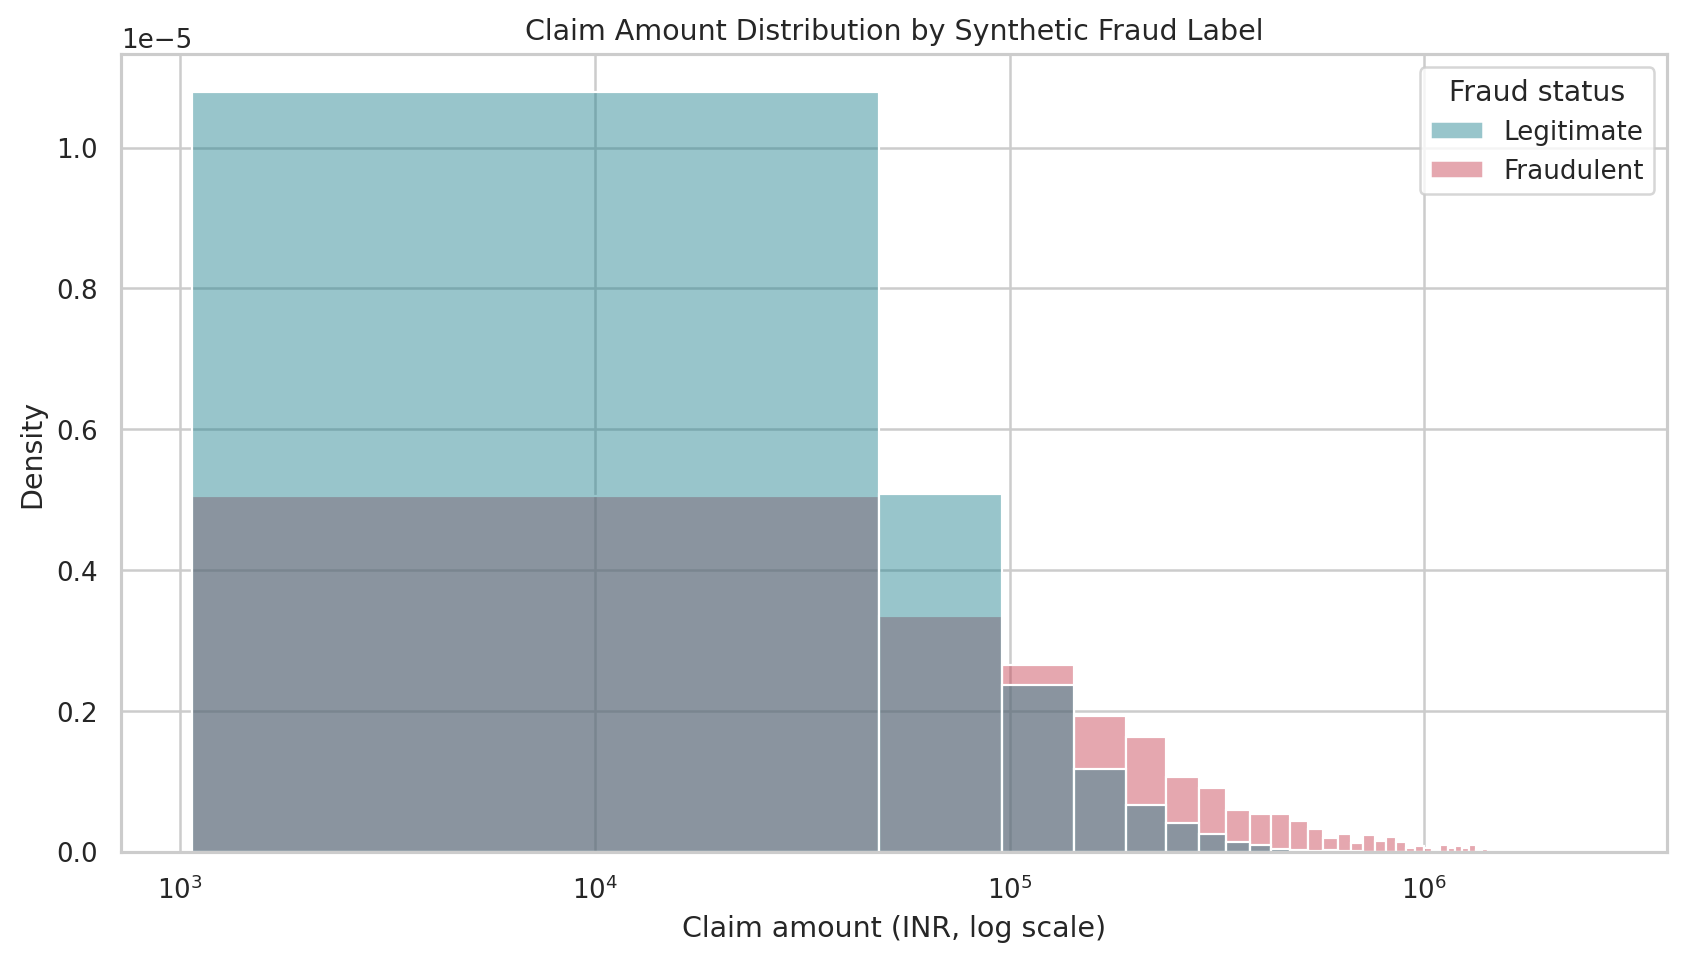 Claim Amount Distribution by Synthetic Fraud Label
1e−5
Fraud status
Legitimate
Fraudulent
Density
1.0
0.8
0.6
0.4
0.2
0.0
10³
10⁴
10⁵
10⁶
Claim amount (INR, log scale)